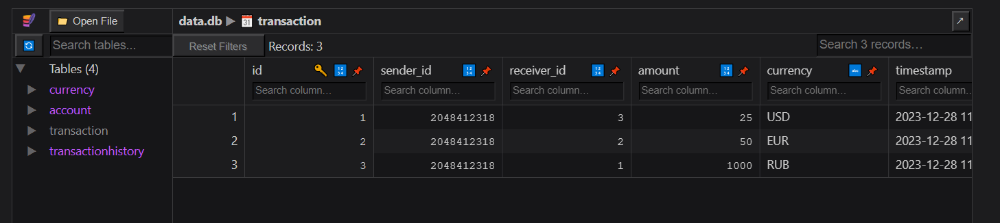 Open File data.db ▶ transaction
Search tables... Reset Filters Records: 3 Search 3 records...
Tables (4)
currency
account
transaction
transactionhistory
id sender_id receiver_id amount currency timestamp
Search column... Search column... Search column... Search column... Search column... Search column...
1 1 2048412318 3 25 USD 2023-12-28 11
2 2 2048412318 2 50 EUR 2023-12-28 11
3 3 2048412318 1 1000 RUB 2023-12-28 11